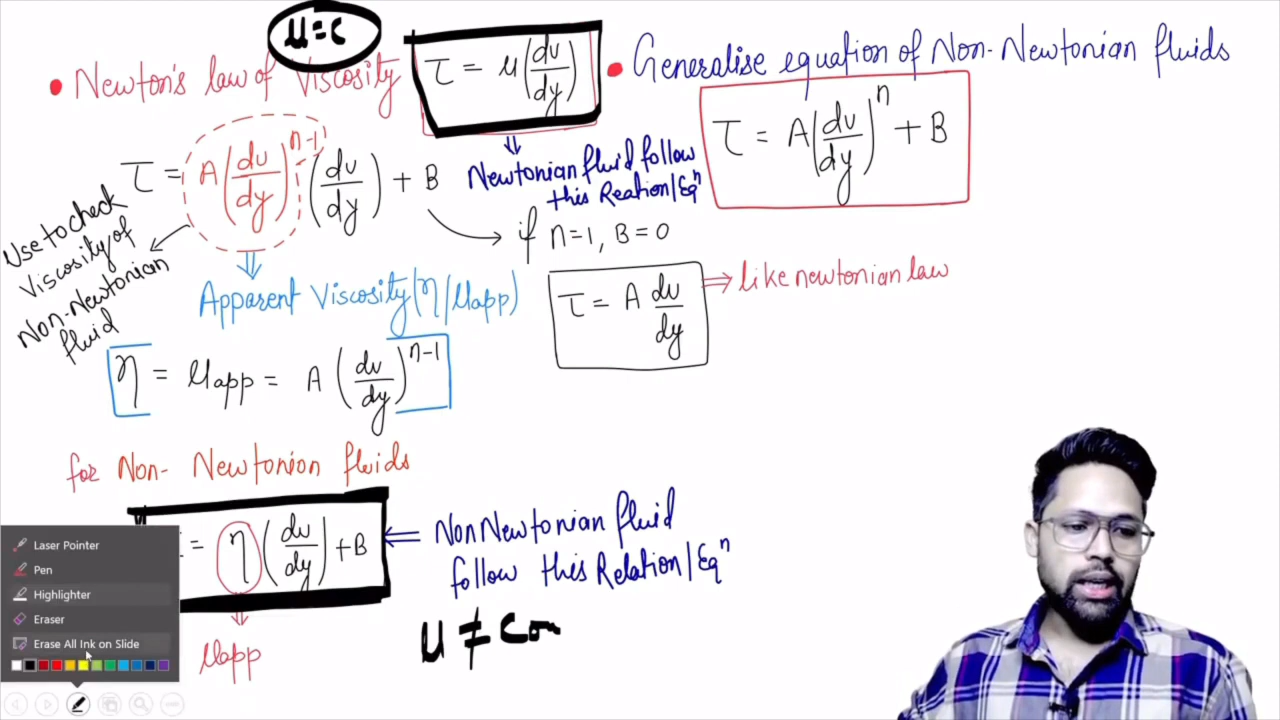 μ=c
• Newton's law of Viscosity
τ = μ(du/dy)
• Generalise equation of Non-Newtonian fluids
τ = A(du/dy)^n + B
τ = A(du/dy)^n-1 (du/dy) + B
⇓
Newtonian fluid follow
this Reation/Eq^n
Use to check
Viscosity of
Non-Newtonian
fluid
if n=1, B=0
⇓
Apparent Viscosity (η/μapp)
τ = A du/dy
⇒ like newtonian law
η = μapp = A (du/dy)^n-1
for Non- Newtonion fluids
= η (du/dy) + B
⇐ Non Newtonian fluid
follow this Relation/Eq^n
μapp
μ ≠ con
Laser Pointer
Pen
Highlighter
Eraser
Erase All Ink on Slide